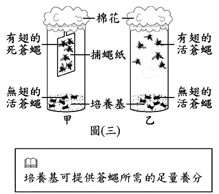 棉花
有翅的
死蒼蠅
捕蠅紙
有翅的
活蒼蠅
無翅的
活蒼蠅
培養基
無翅的
活蒼蠅
甲
乙
圖(三)
培養基可提供蒼蠅所需的足量養分